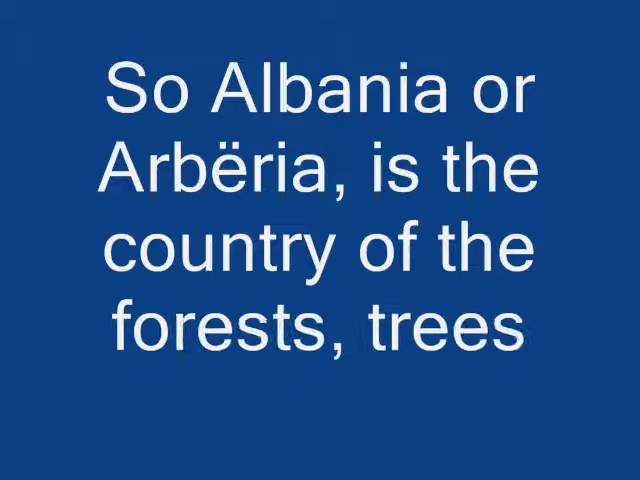 So Albania or
Arbëria, is the
country of the
forests, trees